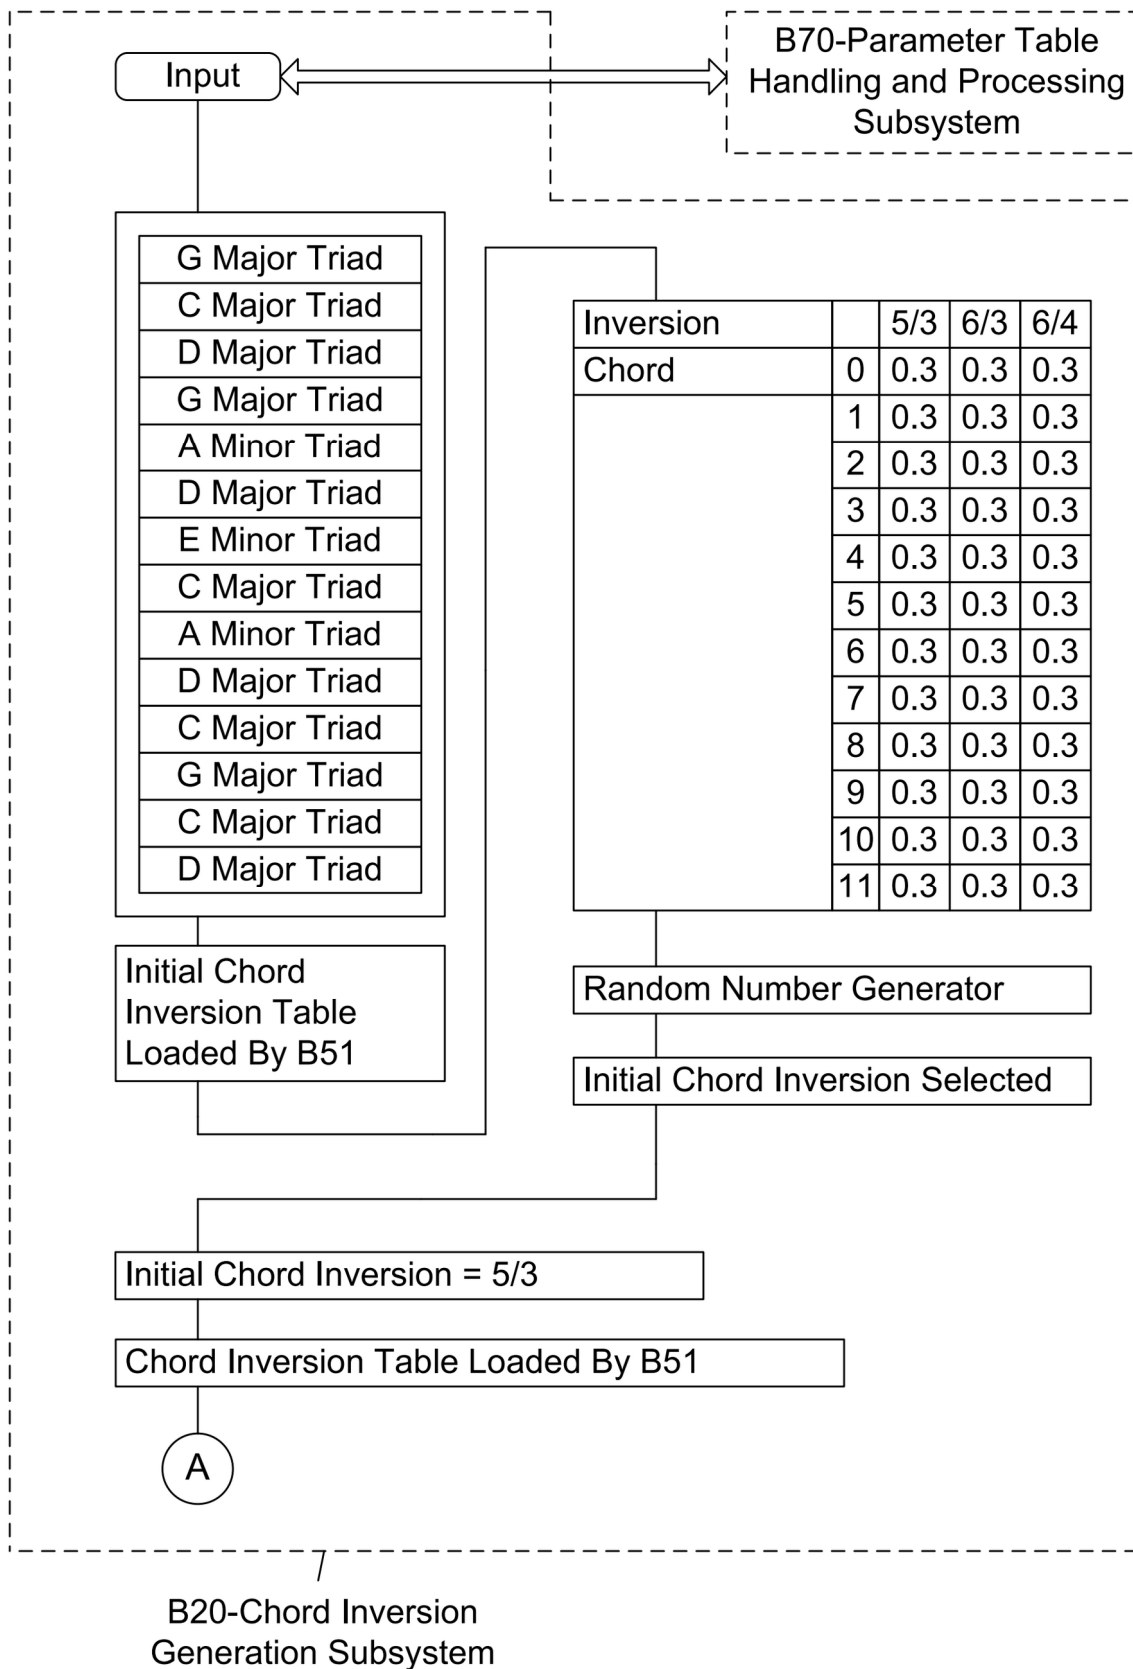 Input
B70-Parameter Table
Handling and Processing
Subsystem
G Major Triad
C Major Triad
D Major Triad
G Major Triad
A Minor Triad
D Major Triad
E Minor Triad
C Major Triad
A Minor Triad
D Major Triad
C Major Triad
G Major Triad
C Major Triad
D Major Triad
Initial Chord
Inversion Table
Loaded By B51
Inversion 5/3 6/3 6/4
Chord 0 0.3 0.3 0.3
1 0.3 0.3 0.3
2 0.3 0.3 0.3
3 0.3 0.3 0.3
4 0.3 0.3 0.3
5 0.3 0.3 0.3
6 0.3 0.3 0.3
7 0.3 0.3 0.3
8 0.3 0.3 0.3
9 0.3 0.3 0.3
10 0.3 0.3 0.3
11 0.3 0.3 0.3
Random Number Generator
Initial Chord Inversion Selected
Initial Chord Inversion = 5/3
Chord Inversion Table Loaded By B51
A
B20-Chord Inversion
Generation Subsystem